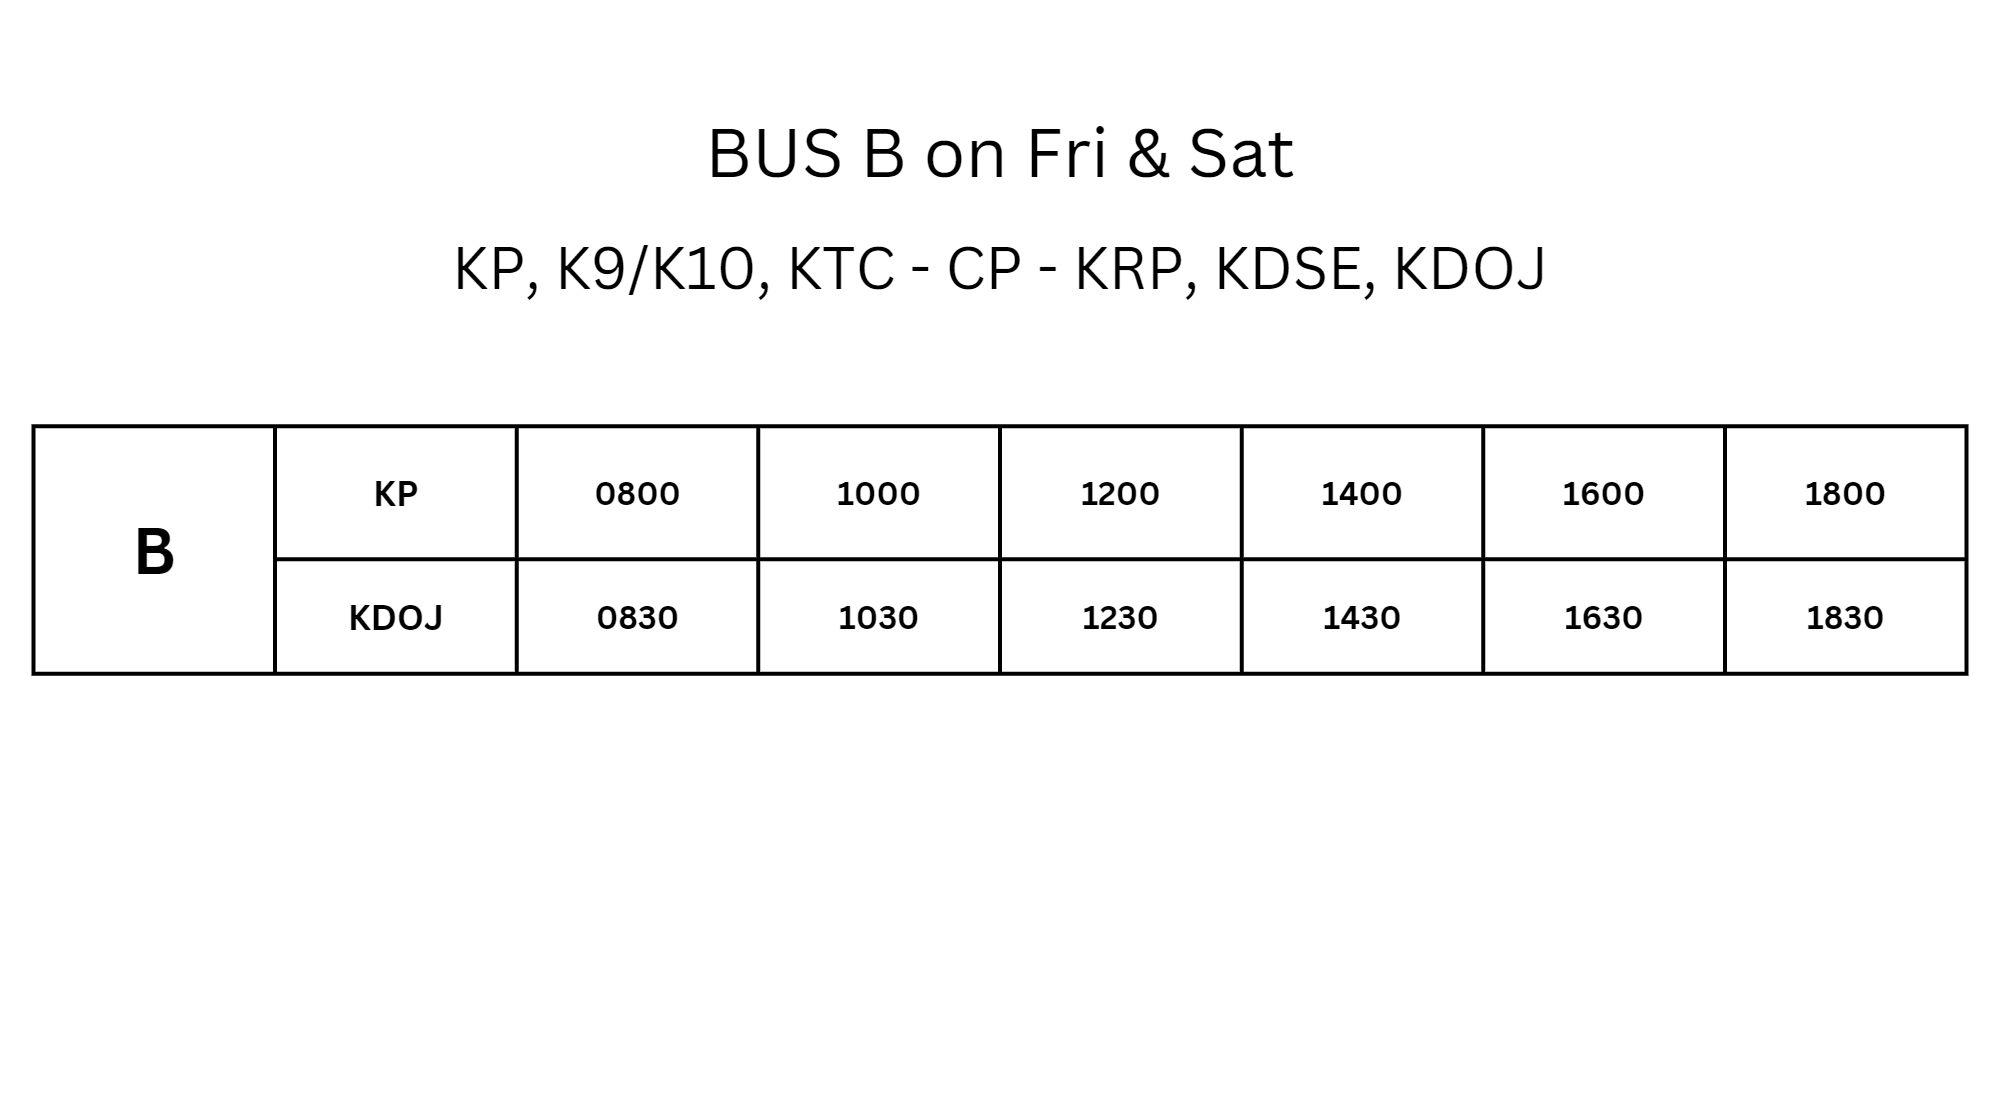 BUS B on Fri & Sat
KP, K9/K10, KTC - CP - KRP, KDSE, KDOJ
B
KP 0800 1000 1200 1400 1600 1800
KDOJ 0830 1030 1230 1430 1630 1830